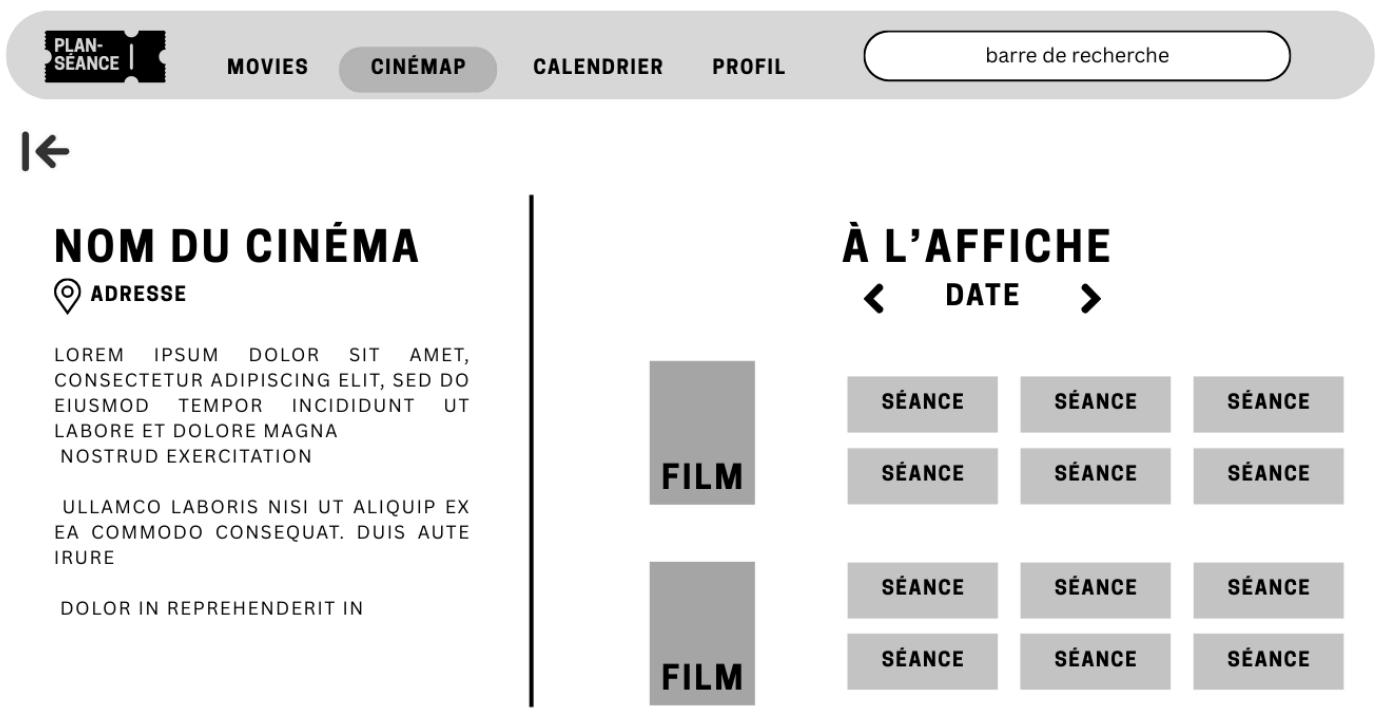 PLAN-
SÉANCE
MOVIES
CINÉMAP
CALENDRIER
PROFIL
barre de recherche
NOM DU CINÉMA
ADRESSE
LOREM IPSUM DOLOR SIT AMET,
CONSECTETUR ADIPISCING ELIT, SED DO
EIUSMOD TEMPOR INCIDIDUNT UT
LABORE ET DOLORE MAGNA
NOSTRUD EXERCITATION
ULLAMCO LABORIS NISI UT ALIQUIP EX
EA COMMODO CONSEQUAT. DUIS AUTE
IRURE
DOLOR IN REPREHENDERIT IN
À L’AFFICHE
DATE
FILM
SÉANCE SÉANCE SÉANCE
SÉANCE SÉANCE SÉANCE
FILM
SÉANCE SÉANCE SÉANCE
SÉANCE SÉANCE SÉANCE